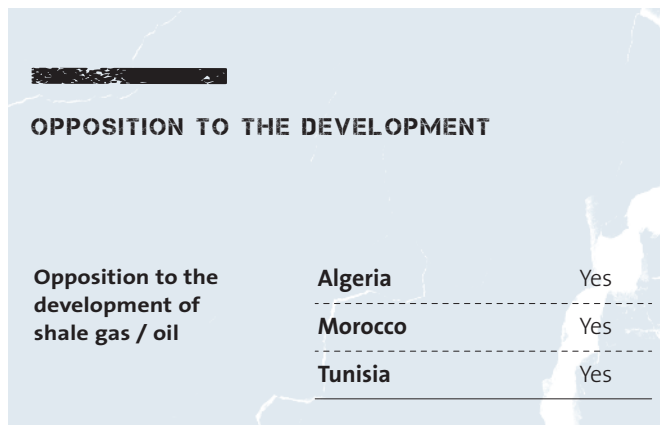 OPPOSITION TO THE DEVELOPMENT
Opposition to the
development of
shale gas / oil
Algeria Yes
Morocco Yes
Tunisia Yes